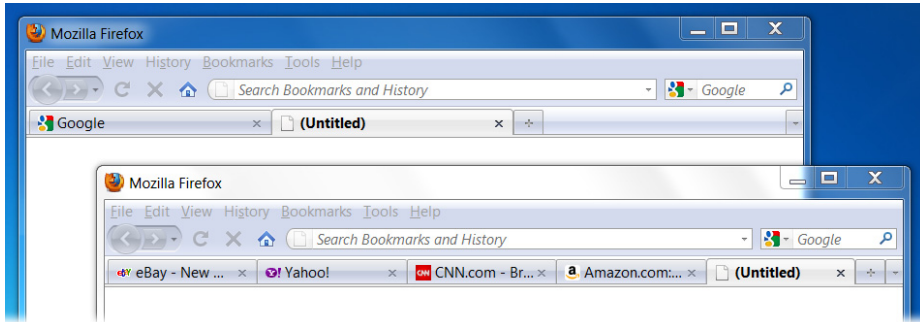 Mozilla Firefox
File Edit View History Bookmarks Tools Help
Search Bookmarks and History Google
Google (Untitled)
Mozilla Firefox
File Edit View History Bookmarks Tools Help
Search Bookmarks and History Google
eBay - New ... Yahoo! CNN.com - Br... Amazon.com:... (Untitled)